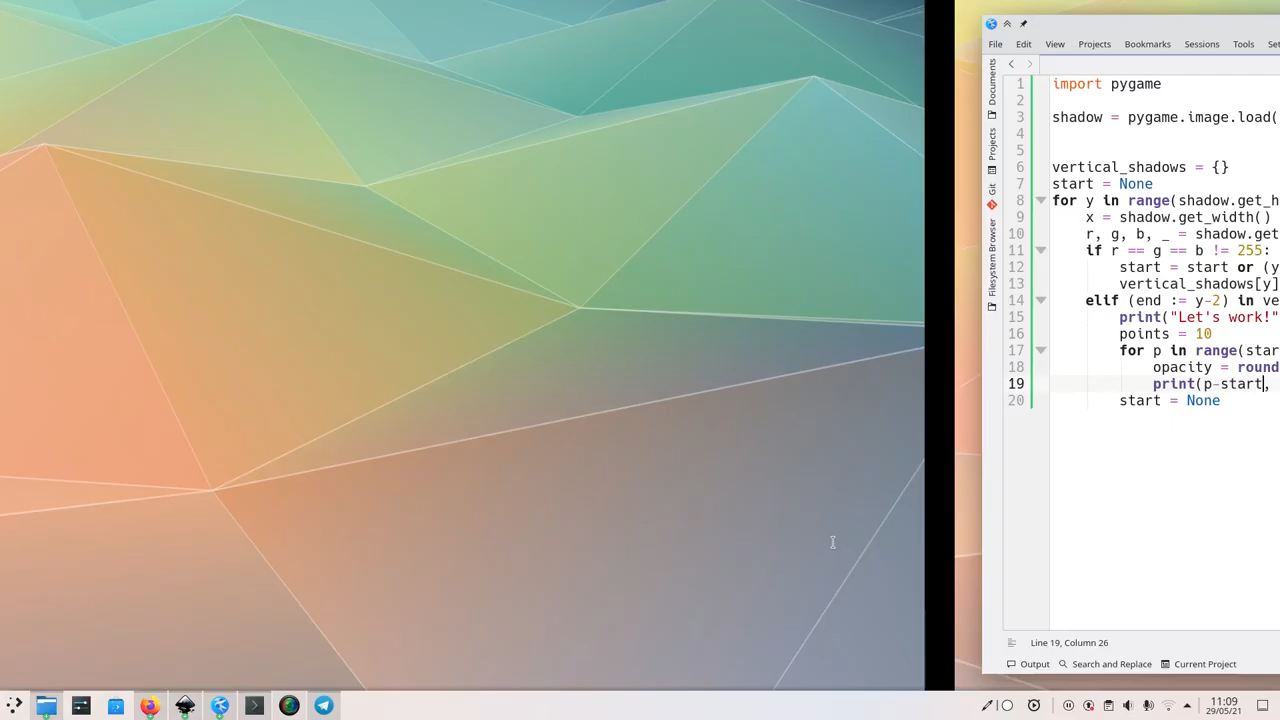 File Edit View Projects Bookmarks Sessions Tools
Documents
Projects
Git
Filesystem Browser
1 import pygame
2
3 shadow = pygame.image.load(
4
5
6 vertical_shadows = {}
7 start = None
8 for y in range(shadow.get_h
9 x = shadow.get_width()
10 r, g, b, _ = shadow.get
11 if r == g == b != 255:
12 start = start or (y
13 vertical_shadows[y]
14 elif (end := y-2) in ve
15 print("Let's work!"
16 points = 10
17 for p in range(star
18 opacity = round
19 print(p-start,
20 start = None
Line 19, Column 26
Output Search and Replace Current Project
11:09
29/05/21